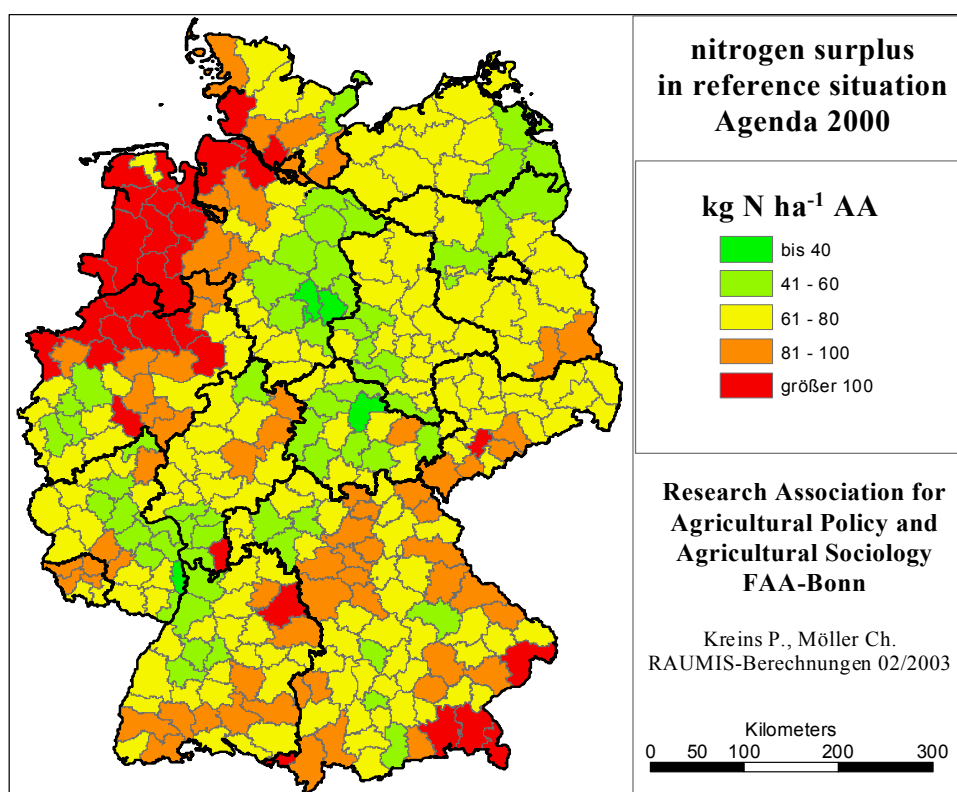 nitrogen surplus
in reference situation
Agenda 2000
kg N ha-1 AA
bis 40
41 - 60
61 - 80
81 - 100
größer 100
Research Association for
Agricultural Policy and
Agricultural Sociology
FAA-Bonn
Kreins P., Möller Ch.
RAUMIS-Berechnungen 02/2003
Kilometers
0 50 100 200 300